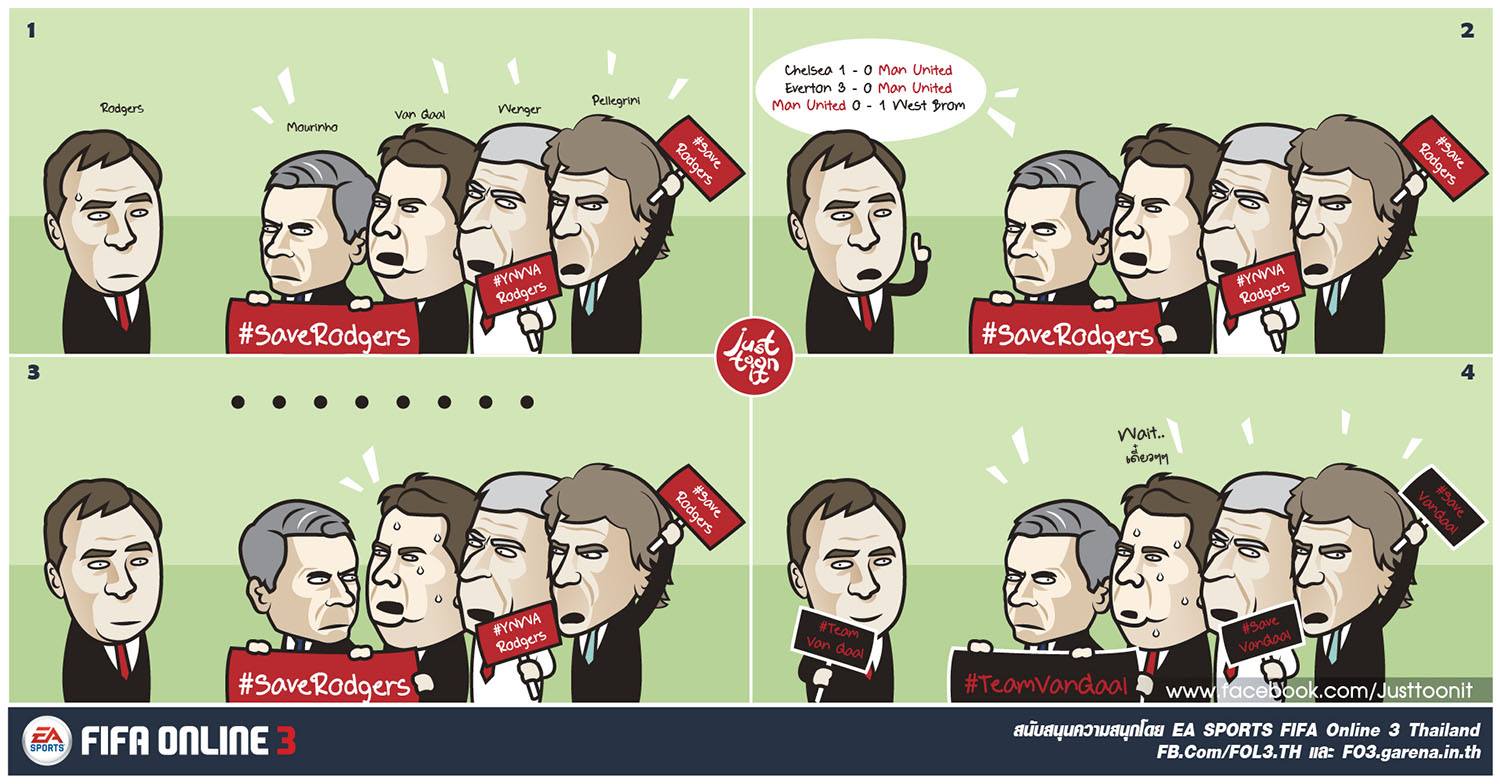 1
Rodgers
Mourinho
Van Gaal
Wenger
Pellegrini
#Save
Rodgers
#YNWA
Rodgers
#SaveRodgers
2
Chelsea 1 - 0 Man United
Everton 3 - 0 Man United
Man United 0 - 1 West Brom
#Save
Rodgers
#YNWA
Rodgers
#SaveRodgers
just
toon
it
3
• • • • • • • •
#Save
Rodgers
#YNWA
Rodgers
#SaveRodgers
4
Wait..
เดี๋ยวๆๆ
#Save
VanGaal
#Team
Van Gaal
#Save
VanGaal
#TeamVanGaal
www.facebook.com/Justtoonit
EA
SPORTS
FIFA ONLINE 3
สนับสนุนความสนุกโดย EA SPORTS FIFA Online 3 Thailand
FB.Com/FOL3.TH และ FO3.garena.in.th